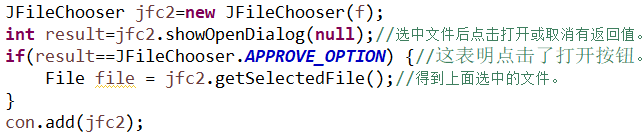 JFileChooser jfc2=new JFileChooser(f);
int result=jfc2.showOpenDialog(null);//选中文件后点击打开或取消有返回值。
if(result==JFileChooser.APPROVE_OPTION) {//这表明点击了打开按钮。
File file = jfc2.getSelectedFile();//得到上面选中的文件。
}
con.add(jfc2);